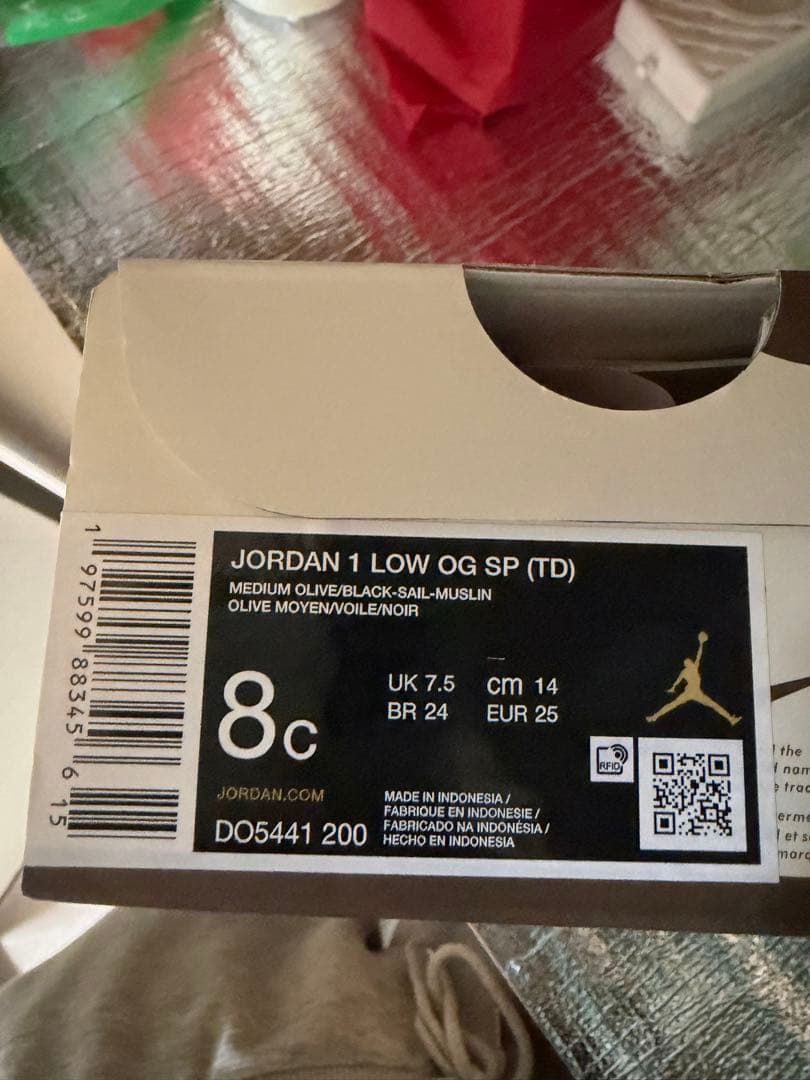 JORDAN 1 LOW OG SP (TD)
MEDIUM OLIVE/BLACK-SAIL-MUSLIN
OLIVE MOYEN/VOILE/NOIR
8C
UK 7.5 cm 14
BR 24 EUR 25
RFID
JORDAN.COM
DO5441 200
MADE IN INDONESIA /
FABRIQUE EN INDONESIE /
FABRICADO NA INDONÉSIA /
HECHO EN INDONESIA
1 97599 88345 6 15
the
et